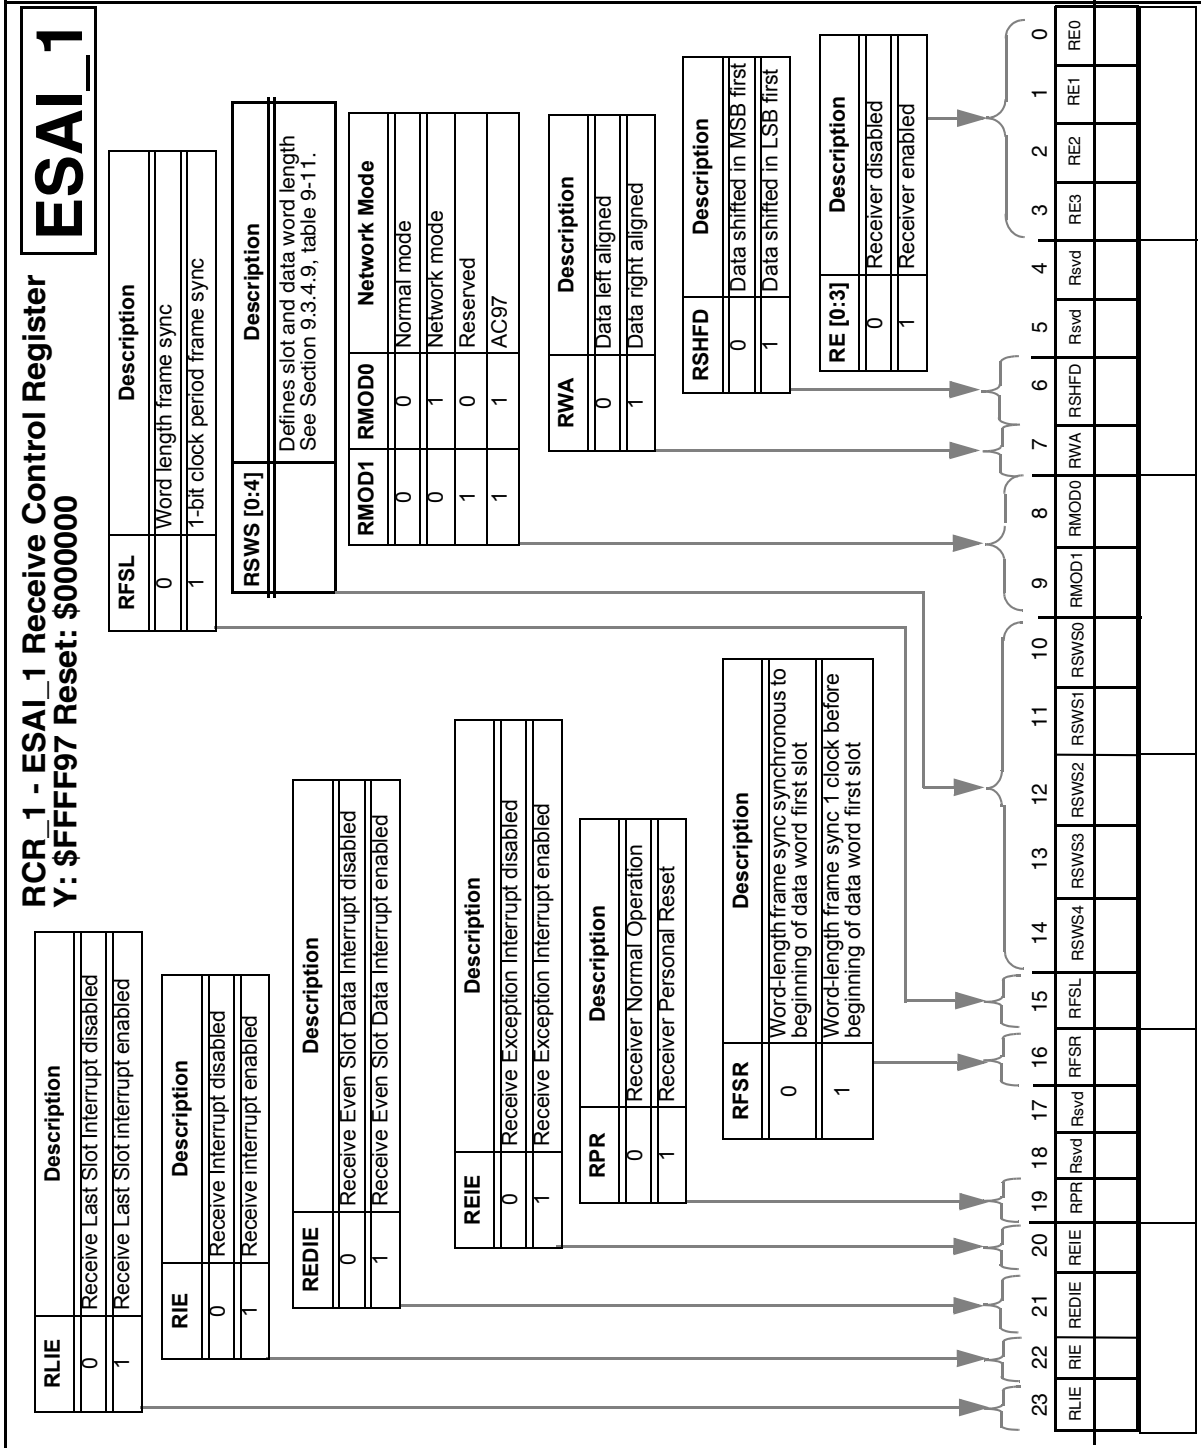 RCR_1 - ESAI_1 Receive Control Register
Y: $FFFF97 Reset: $000000
ESAI_1
RLIE Description
0 Receive Last Slot Interrupt disabled
1 Receive Last Slot interrupt enabled
RIE Description
0 Receive Interrupt disabled
1 Receive interrupt enabled
REDIE Description
0 Receive Even Slot Data Interrupt disabled
1 Receive Even Slot Data Interrupt enabled
REIE Description
0 Receive Exception Interrupt disabled
1 Receive Exception Interrupt enabled
RPR Description
0 Receiver Normal Operation
1 Receiver Personal Reset
RFSR Description
0 Word-length frame sync synchronous to
beginning of data word first slot
1 Word-length frame sync 1 clock before
beginning of data word first slot
RFSL Description
0 Word length frame sync
1 1-bit clock period frame sync
RSWS [0:4] Description
Defines slot and data word length
See Section 9.3.4.9, table 9-11.
RMOD1 RMOD0 Network Mode
0 0 Normal mode
0 1 Network mode
1 0 Reserved
1 1 AC97
RWA Description
0 Data left aligned
1 Data right aligned
RSHFD Description
0 Data shifted in MSB first
1 Data shifted in LSB first
RE [0:3] Description
0 Receiver disabled
1 Receiver enabled
23 22 21 20 19 18 17 16 15 14 13 12 11 10 9 8 7 6 5 4 3 2 1 0
RLIE RIE REDIE REIE RPR Rsvd Rsvd RFSR RFSL RSWS4 RSWS3 RSWS2 RSWS1 RSWS0 RMOD1 RMOD0 RWA RSHFD Rsvd Rsvd RE3 RE2 RE1 RE0